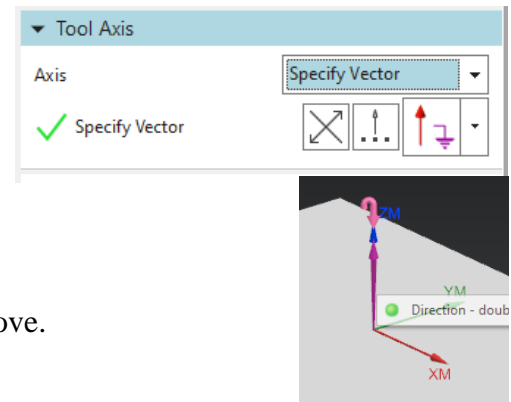 Tool Axis
Axis
Specify Vector
Specify Vector
ZM
YM
Direction - doub
XM
ove.